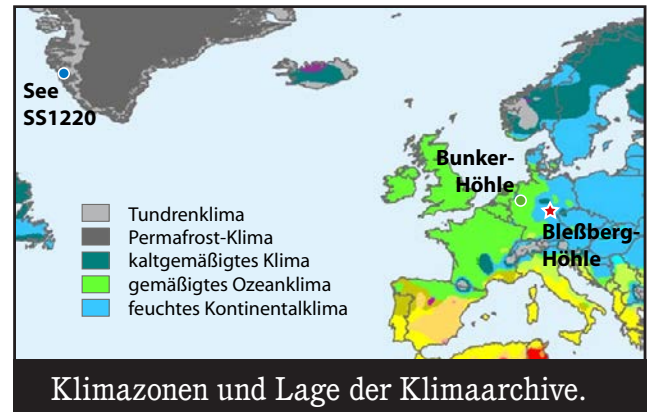 See
SS1220
Bunker-
Höhle
Bleßberg-
Höhle
Tundrenklima
Permafrost-Klima
kaltgemäßigtes Klima
gemäßigtes Ozeanklima
feuchtes Kontinentalklima
Klimazonen und Lage der Klimaarchive.